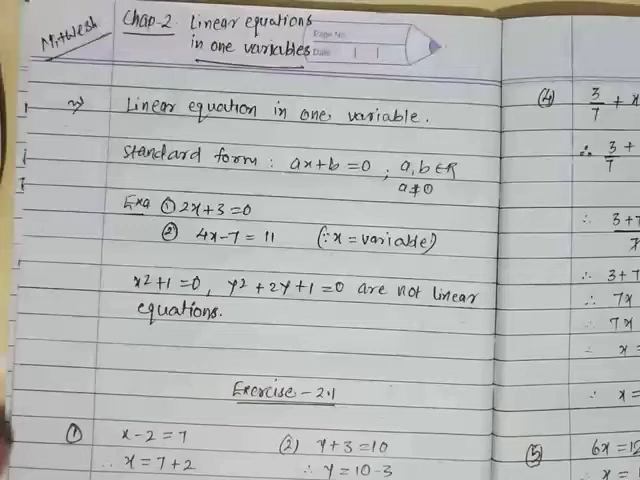 Mitwesh
Chap-2. Linear equations
in one variables
Page No.
Date
Linear equation in one variable.
Standard form : ax+b=0 ; a,b∈R
a≠0
Exa ① 2x+3=0
② 4x-7=11 (∵x=variable)
x²+1=0, y²+2y+1=0 are not linear
equations.
Exercise-2.1
① x-2=7
x=7+2
(2) y+3=10
∴ y=10-3
(4) 3/7 + x
∴ 3/7 +
∴ 3+7
∴ 3+7
∴ 7x
∴ 7x
∴ x=
∴ x=
⑤ 6x=12
∴ x=